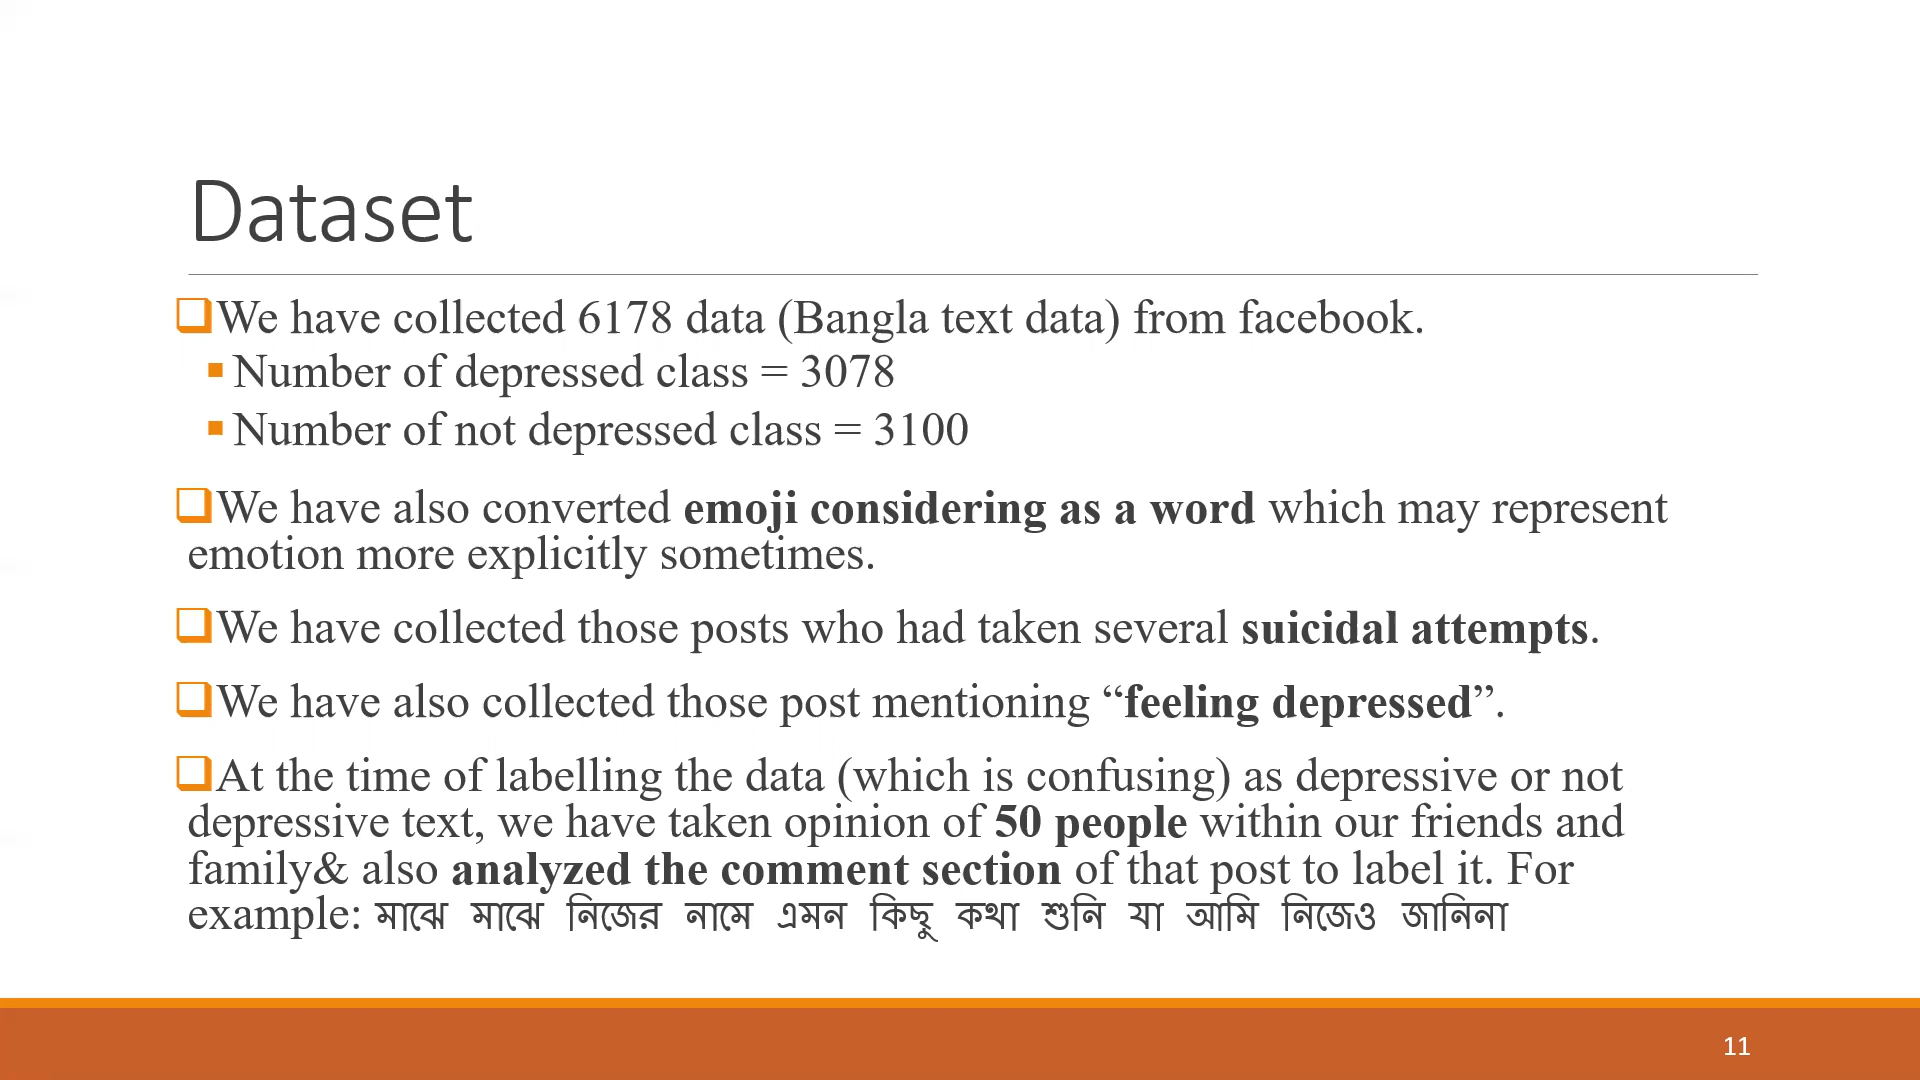 Dataset
We have collected 6178 data (Bangla text data) from facebook.
Number of depressed class = 3078
Number of not depressed class = 3100
We have also converted emoji considering as a word which may represent
emotion more explicitly sometimes.
We have collected those posts who had taken several suicidal attempts.
We have also collected those post mentioning “feeling depressed”.
At the time of labelling the data (which is confusing) as depressive or not
depressive text, we have taken opinion of 50 people within our friends and
family& also analyzed the comment section of that post to label it. For
example: মাঝে মাঝে নিজের নামে এমন কিছু কথা শুনি যা আমি নিজেও জানিনা
11